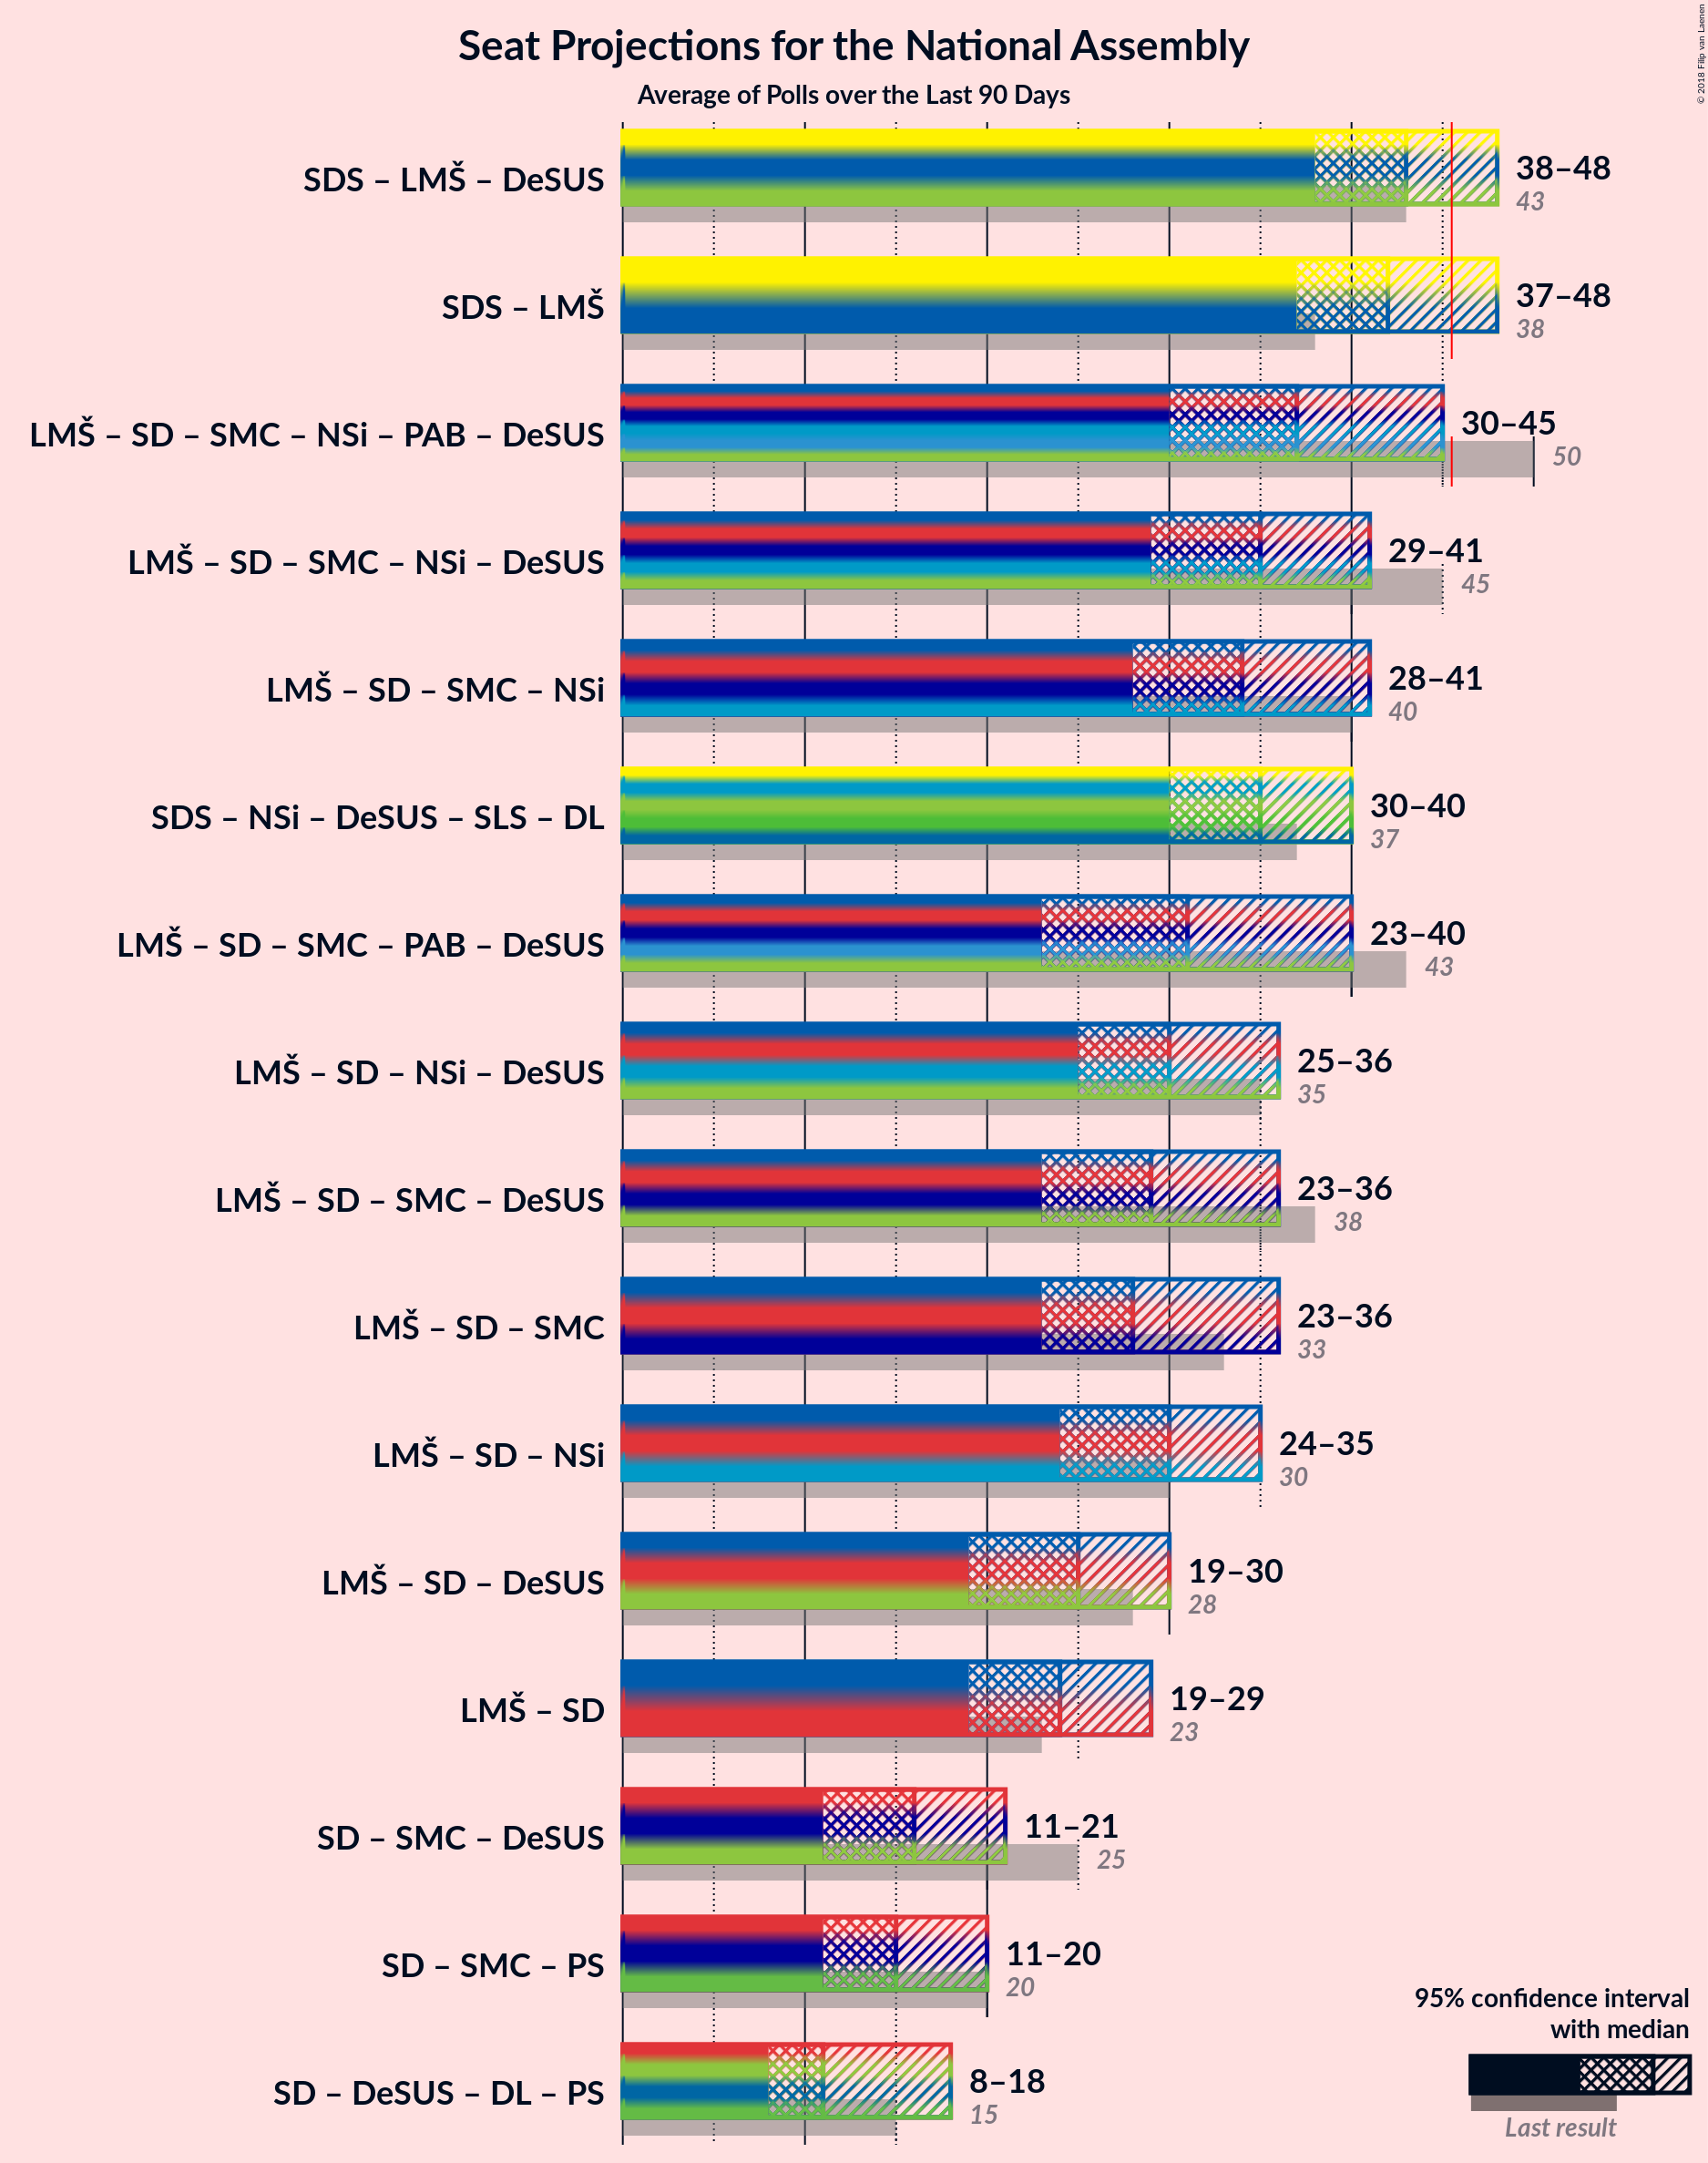 Seat Projections for the National Assembly
Average of Polls over the Last 90 Days
© 2018 Filip van Laenen
SDS – LMŠ – DeSUS
38–48
43
SDS – LMŠ
37–48
38
LMŠ – SD – SMC – NSi – PAB – DeSUS
30–45
50
LMŠ – SD – SMC – NSi – DeSUS
29–41
45
LMŠ – SD – SMC – NSi
28–41
40
SDS – NSi – DeSUS – SLS – DL
30–40
37
LMŠ – SD – SMC – PAB – DeSUS
23–40
43
LMŠ – SD – NSi – DeSUS
25–36
35
LMŠ – SD – SMC – DeSUS
23–36
38
LMŠ – SD – SMC
23–36
33
LMŠ – SD – NSi
24–35
30
LMŠ – SD – DeSUS
19–30
28
LMŠ – SD
19–29
23
SD – SMC – DeSUS
11–21
25
SD – SMC – PS
11–20
20
SD – DeSUS – DL – PS
8–18
15
95% confidence interval
with median
Last result